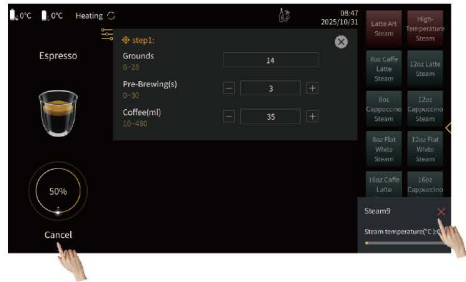 0°C 0°C Heating
08:47
2025/10/31
Espresso
step1:
Grounds
6~28
14
Pre-Brewing(s)
0~30
3
Coffee(ml)
10~480
35
50%
Cancel
Latte Art
Steam
High-
Temperature
Steam
8oz Caffe
Latte
Steam
12oz Latte
Steam
8oz
Cappuccino
Steam
12oz
Cappuccino
Steam
8oz Flat
White
Steam
12oz Flat
White
Steam
16oz Caffe
Latte
16oz
Cappuccino
Steam9
Steam temperature(°C